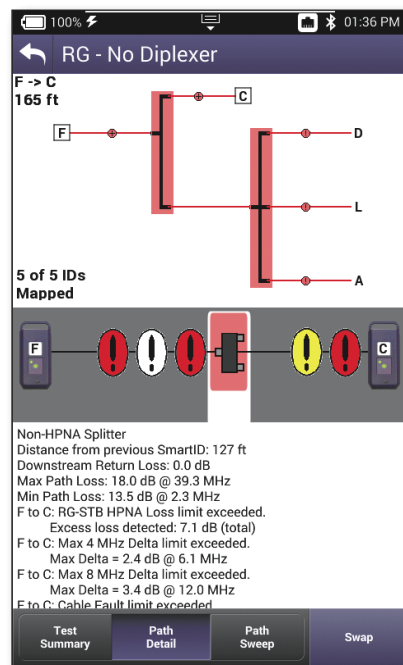 100%
01:36 PM
RG - No Diplexer
F -> C
165 ft
C
F
D
L
A
5 of 5 IDs
Mapped
F
C
Non-HPNA Splitter
Distance from previous SmartID: 127 ft
Downstream Return Loss: 0.0 dB
Max Path Loss: 18.0 dB @ 39.3 MHz
Min Path Loss: 13.5 dB @ 2.3 MHz
F to C: RG-STB HPNA Loss limit exceeded.
Excess loss detected: 7.1 dB (total)
F to C: Max 4 MHz Delta limit exceeded.
Max Delta = 2.4 dB @ 6.1 MHz
F to C: Max 8 MHz Delta limit exceeded.
Max Delta = 3.4 dB @ 12.0 MHz
F to C: Cable Fault limit exceeded
Test
Summary
Path
Detail
Path
Sweep
Swap